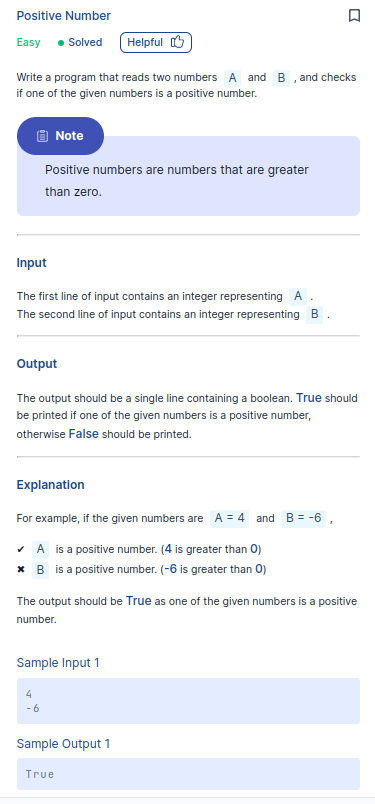 Positive Number
Easy Solved Helpful
Write a program that reads two numbers A and B , and checks
if one of the given numbers is a positive number.
Note
Positive numbers are numbers that are greater
than zero.
Input
The first line of input contains an integer representing A .
The second line of input contains an integer representing B .
Output
The output should be a single line containing a boolean. True should
be printed if one of the given numbers is a positive number,
otherwise False should be printed.
Explanation
For example, if the given numbers are A = 4 and B = -6 ,
✔ A is a positive number. (4 is greater than 0)
✖ B is a positive number. (-6 is greater than 0)
The output should be True as one of the given numbers is a positive
number.
Sample Input 1
4
-6
Sample Output 1
True